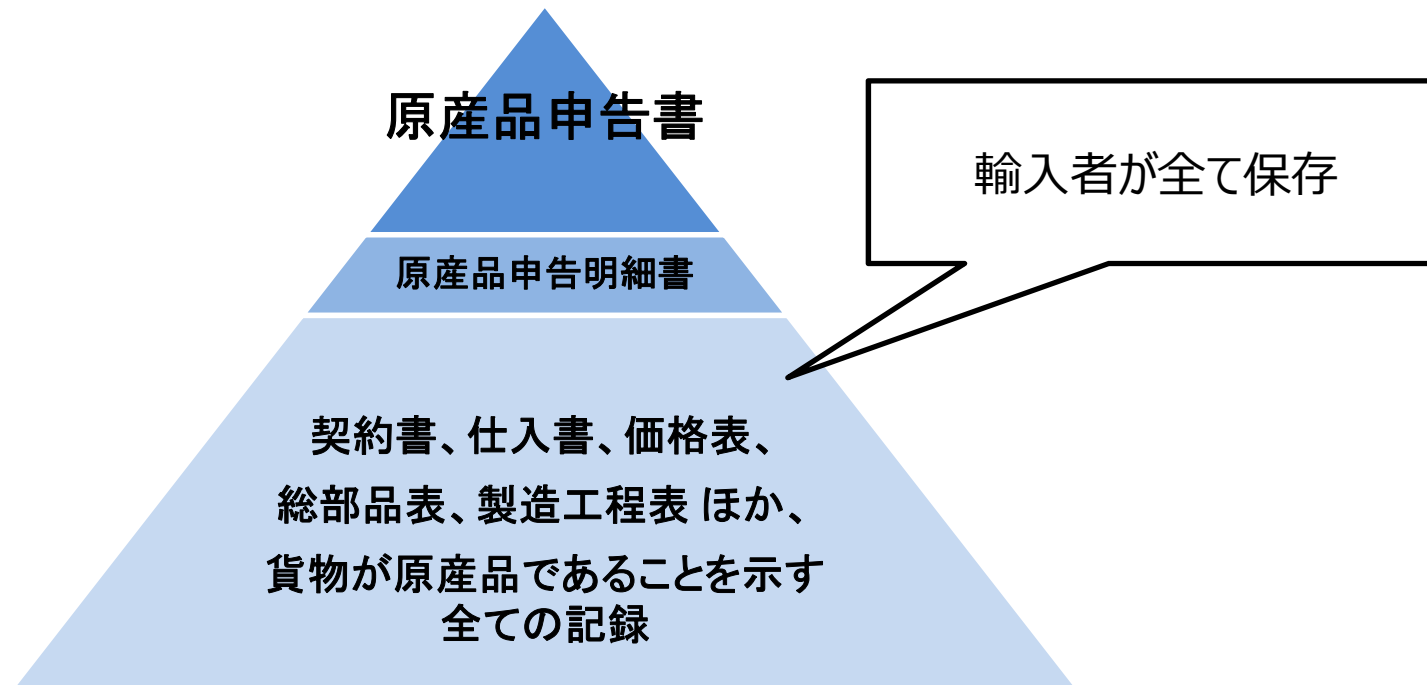 原産品申告書
輸入者が全て保存
原産品申告明細書
契約書、仕入書、価格表、
総部品表、製造工程表 ほか、
貨物が原産品であることを示す
全ての記録